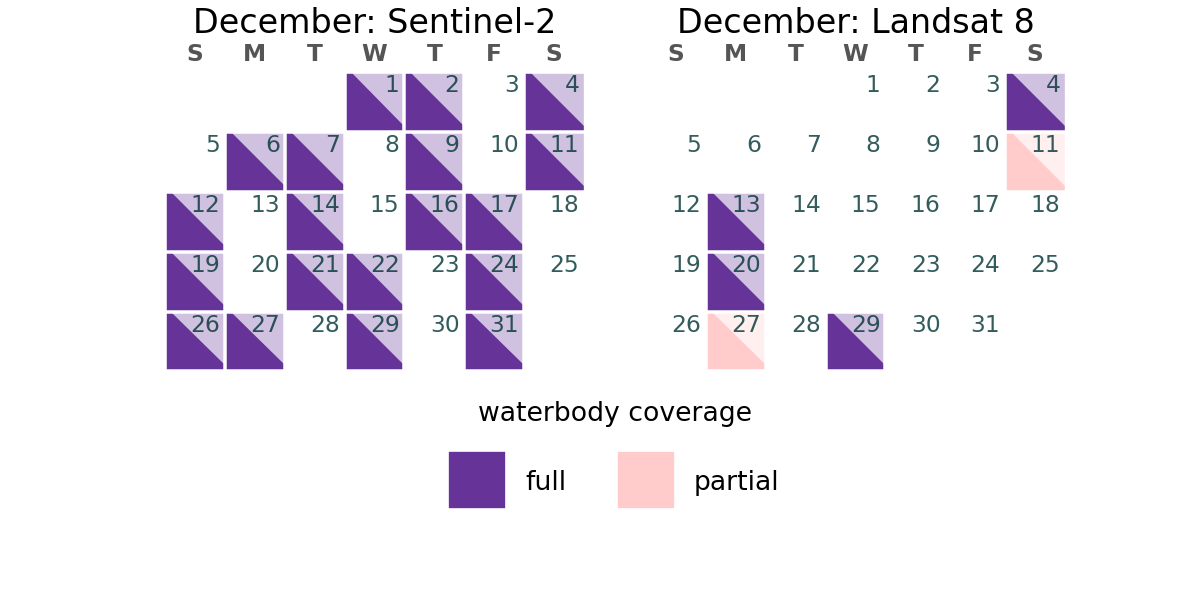 December: Sentinel-2
S M T W T F S
1 2 3 4
5 6 7 8 9 10 11
12 13 14 15 16 17 18
19 20 21 22 23 24 25
26 27 28 29 30 31
December: Landsat 8
S M T W T F S
1 2 3 4
5 6 7 8 9 10 11
12 13 14 15 16 17 18
19 20 21 22 23 24 25
26 27 28 29 30 31
waterbody coverage
full partial